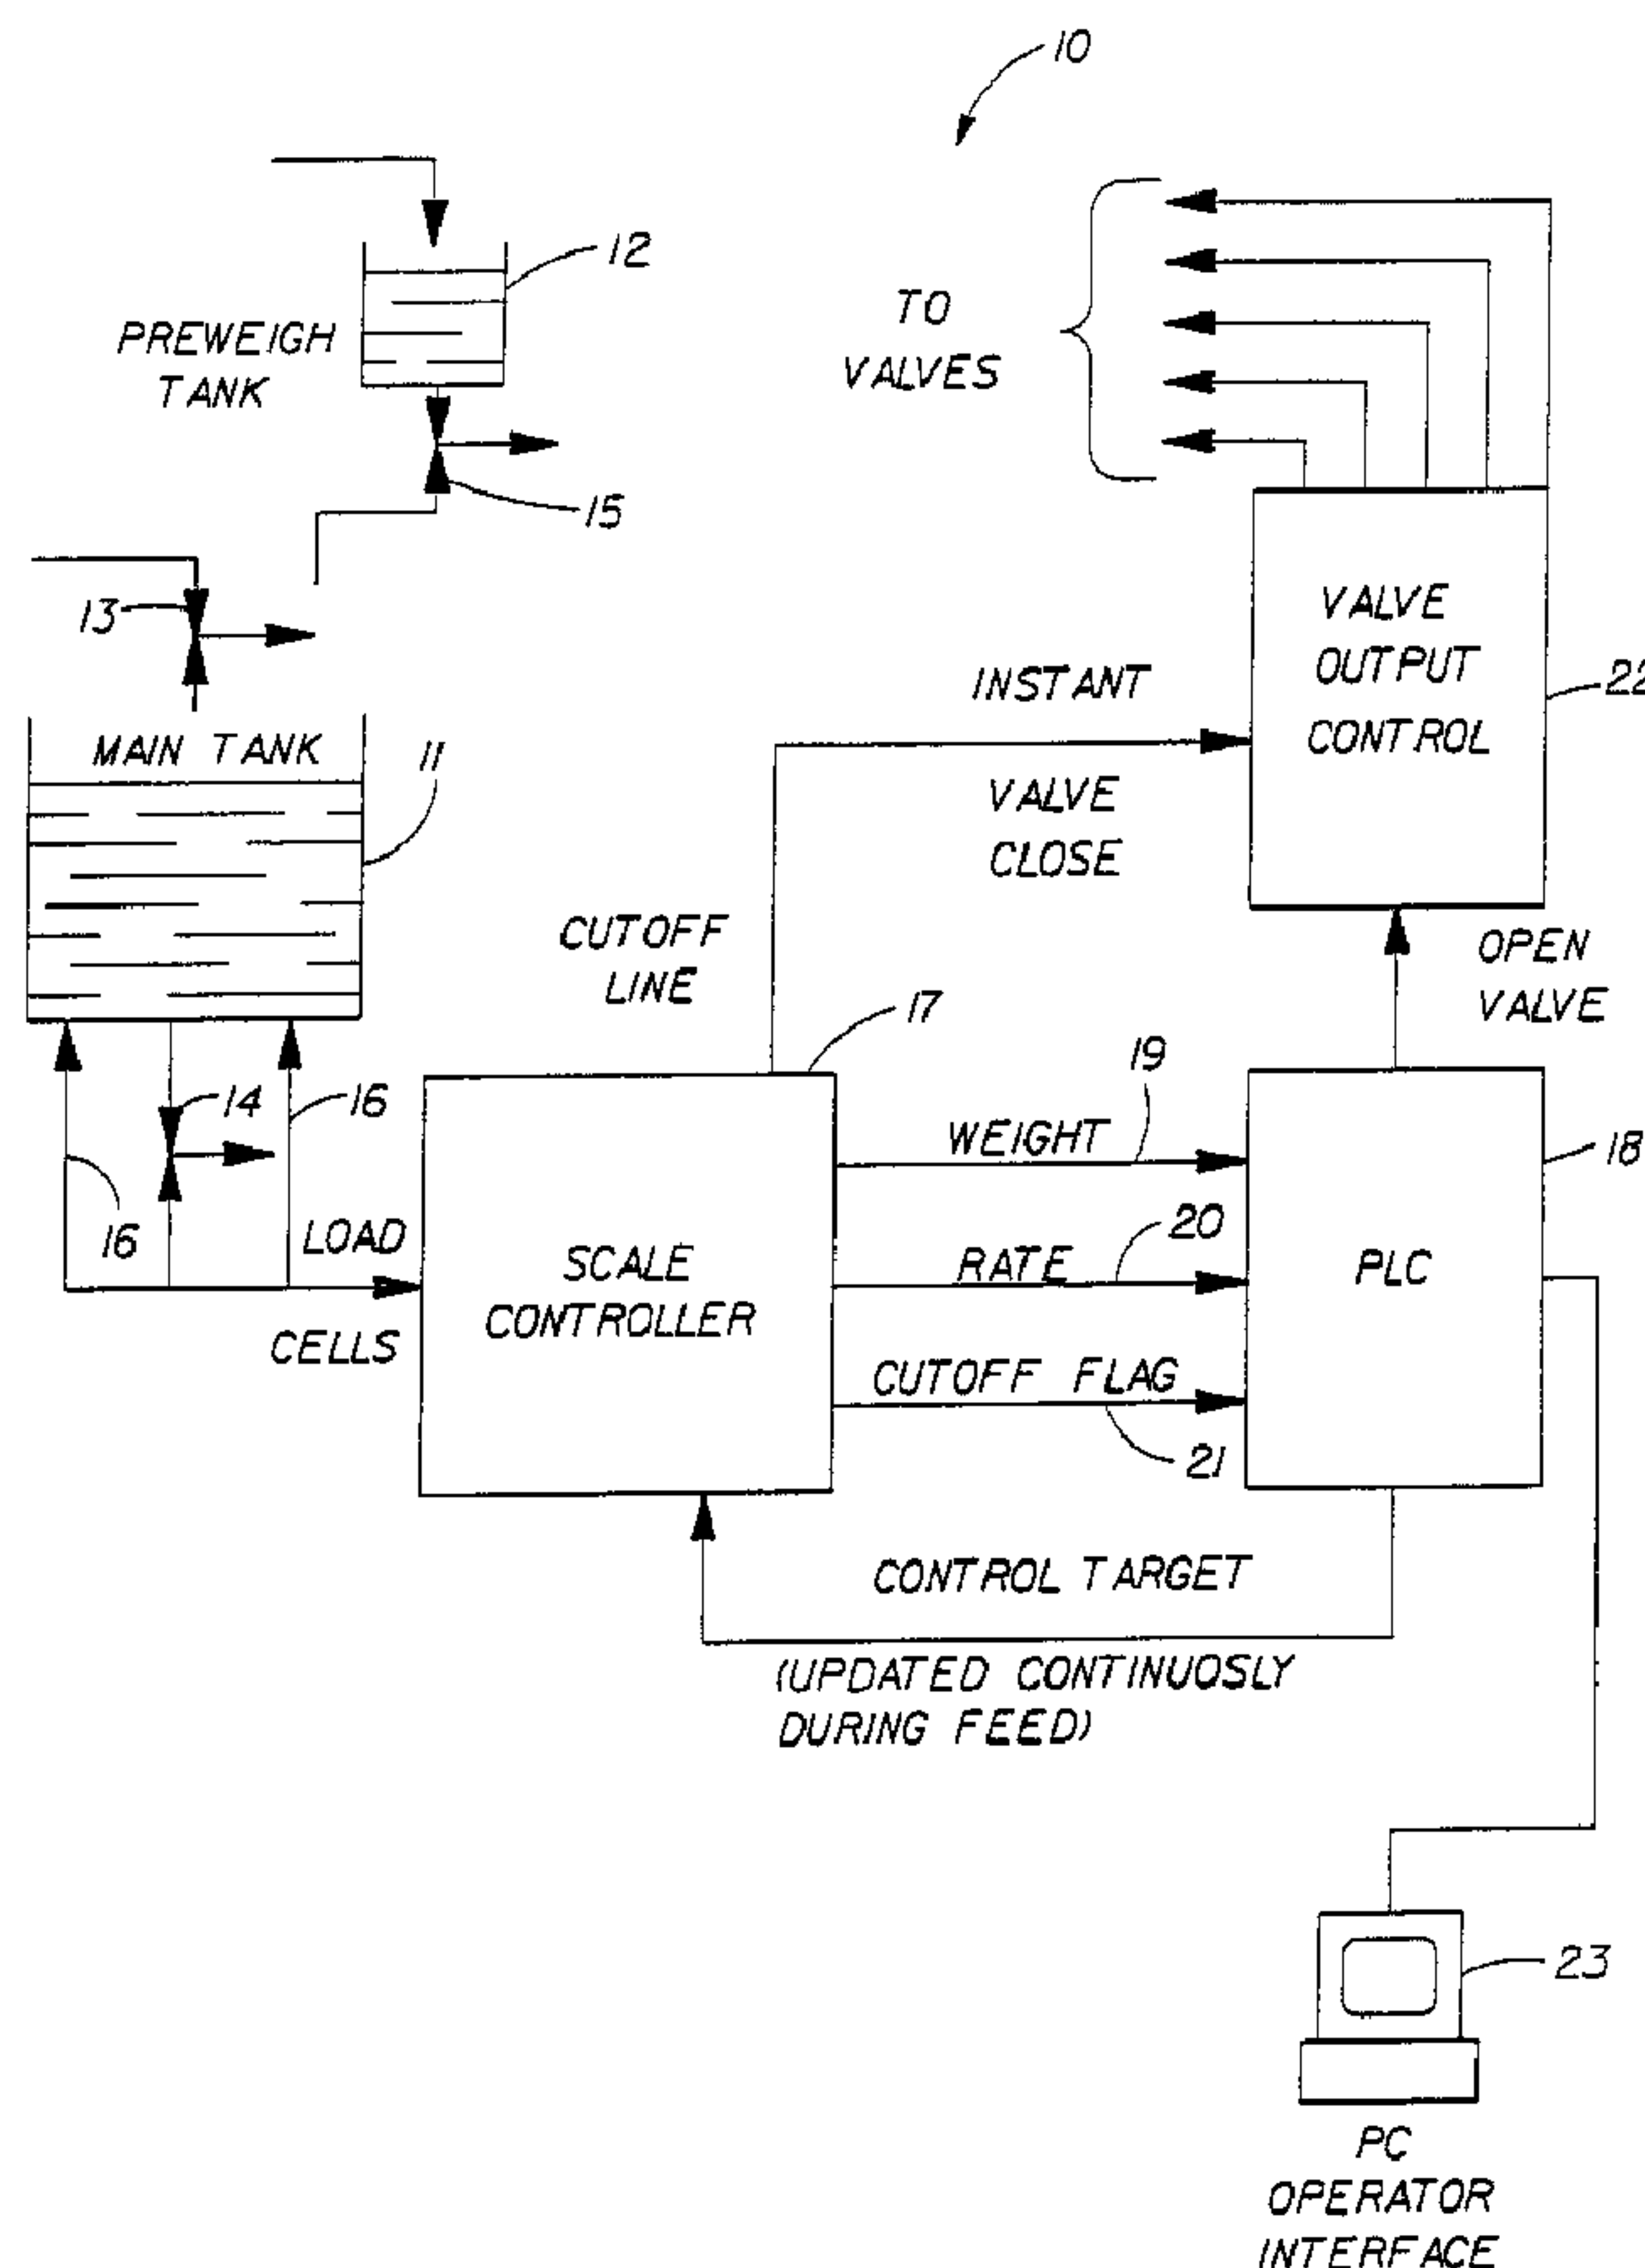 10
12
PREWEIGH
TANK
15
TO
VALVES
13
MAIN TANK
11
VALVE
OUTPUT
CONTROL
22
INSTANT
VALVE
CLOSE
CUTOFF
LINE
OPEN
VALVE
17
19
14
16
WEIGHT
18
16
LOAD
CELLS
SCALE
CONTROLLER
RATE
20
PLC
CUTOFF FLAG
21
CONTROL TARGET
(UPDATED CONTINUOSLY
DURING FEED)
23
PC
OPERATOR
INTERFACE